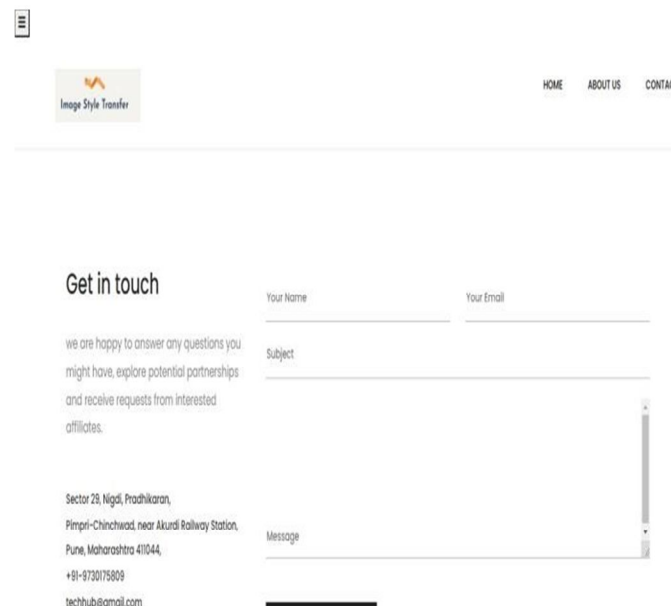 Image Style Transfer
HOME ABOUT US
Get in touch
we are happy to answer any questions you
might have, explore potential partnerships
and receive requests from interested
affiliates.
Sector 29, Nigdi, Pradhikaran,
Pimpri-Chinchwad, near Akurdi Railway Station,
Pune, Maharashtra 411044,
+91-9730175809
techhub@gmail.com
Your Name Your Email
Subject
Message